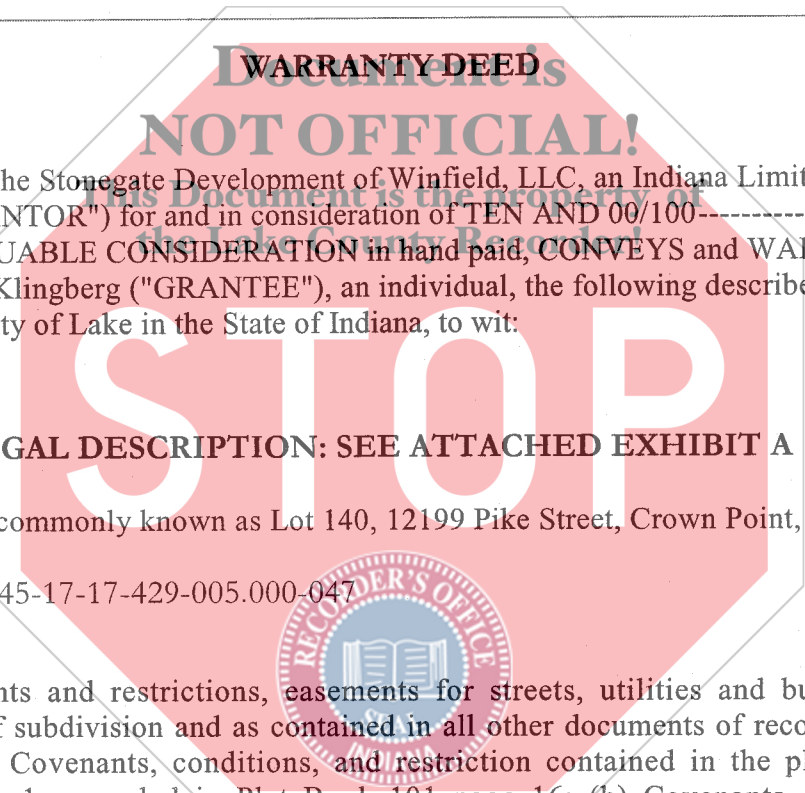 WARRANTY DEED
Document is
NOT OFFICIAL!
he Stonegate Development of Winfield, LLC, an Indiana Limit
This Document is the property of
NTOR") for and in consideration of TEN AND 00/100-----------
the Lake County Recorder!
UABLE CONSIDERATION in hand paid, CONVEYS and WAR
Klingberg ("GRANTEE"), an individual, the following describe
ty of Lake in the State of Indiana, to wit:
STOP
GAL DESCRIPTION: SEE ATTACHED EXHIBIT A
commonly known as Lot 140, 12199 Pike Street, Crown Point,
45-17-17-429-005.000-047
RECORDER'S OFFICE
SEAL
INDIANA
nts and restrictions, easements for streets, utilities and bu
f subdivision and as contained in all other documents of reco
Covenants, conditions, and restriction contained in the p